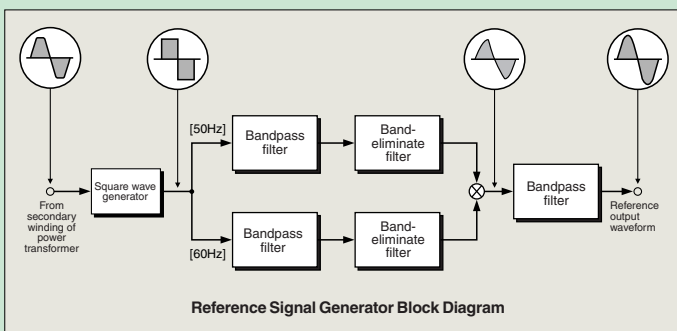 [50Hz]
Bandpass
filter
Band-
eliminate
filter
Square wave
generator
From
secondary
winding of
power
transformer
[60Hz]
Bandpass
filter
Band-
eliminate
filter
Bandpass
filter
Reference
output
waveform
Reference Signal Generator Block Diagram